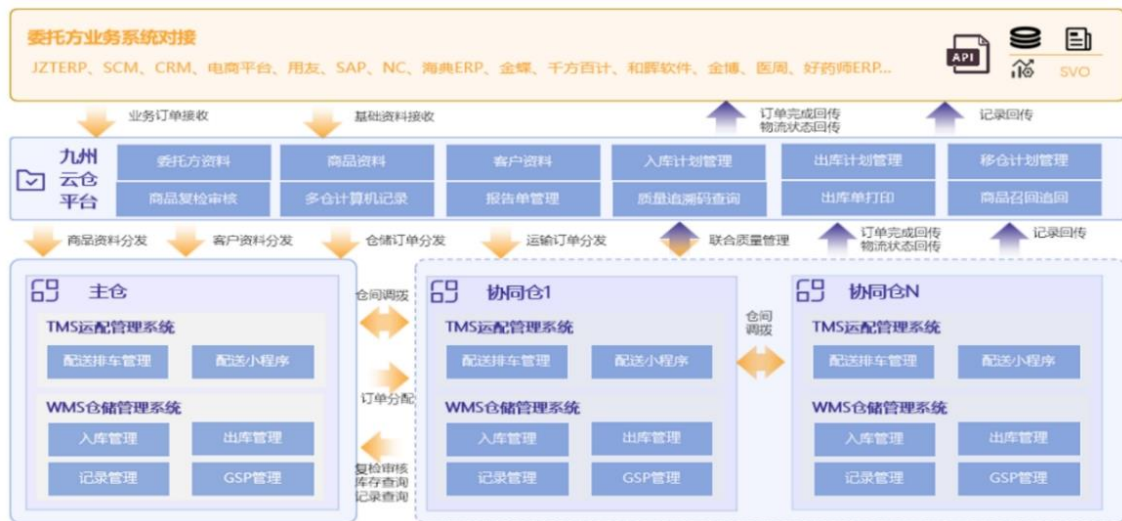 委托方业务系统对接
JZTERP、SCM、CRM、电商平台、用友、SAP、NC、海典ERP、金蝶、千方百计、和晖软件、金博、医周、好药师ERP...
API
SVO
业务订单接收
基础资料接收
订单完成回传
物流状态回传
记录回传
九州
云仓
平台
委托方资料
商品资料
客户资料
入库计划管理
出库计划管理
移仓计划管理
商品复检审核
多仓计算机记录
报告单管理
质量追溯码查询
出库单打印
商品召回追回
商品资料分发
客户资料分发
仓储订单分发
运输订单分发
联合质量管理
订单完成回传
物流状态回传
记录回传
主仓
TMS运配管理系统
配送排车管理
配送小程序
WMS仓储管理系统
入库管理
出库管理
记录管理
GSP管理
仓间调拨
订单分配
复检审核
库存查询
记录查询
协同仓1
TMS运配管理系统
配送排车管理
配送小程序
WMS仓储管理系统
入库管理
出库管理
记录管理
GSP管理
仓间
调拨
协同仓N
TMS运配管理系统
配送排车管理
配送小程序
WMS仓储管理系统
入库管理
出库管理
记录管理
GSP管理